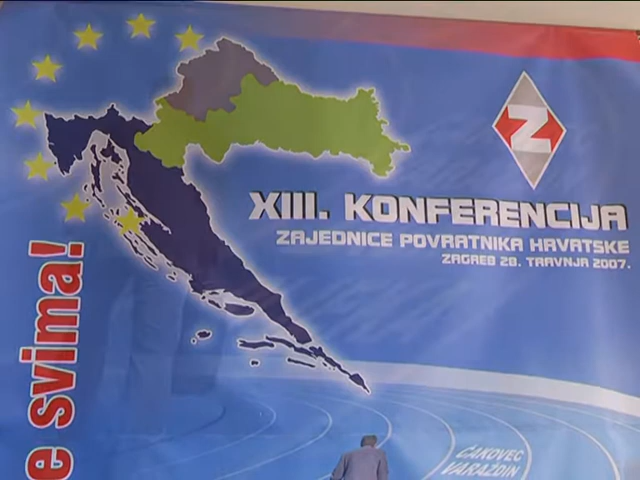 Z
XIII. KONFERENCIJA
ZAJEDNICE POVRATNIKA HRVATSKE
ZAGREB 28. TRAVNJA 2007.
e svima!
ČAKOVEC
VARAŽDIN